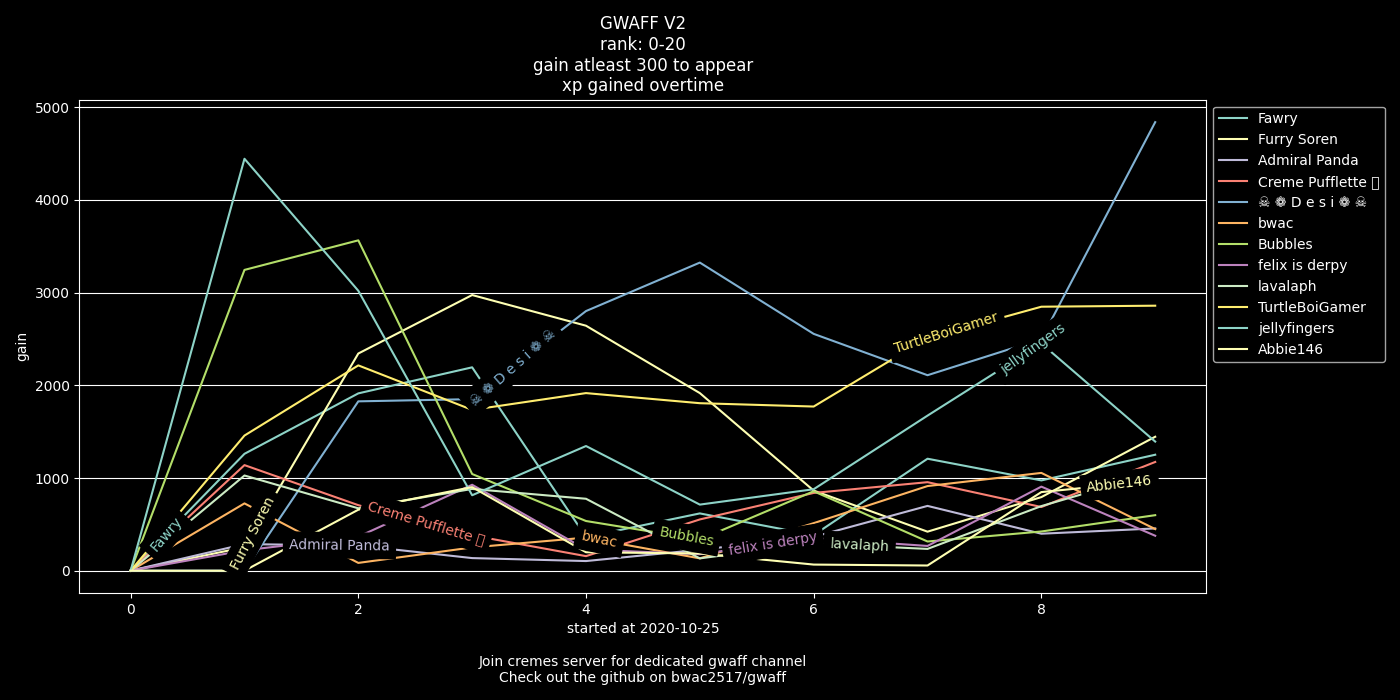 GWAFF V2
rank: 0-20
gain atleast 300 to appear
xp gained overtime
5000
4000
3000
2000
1000
0
gain
0 2 4 6 8
started at 2020-10-25
Join cremes server for dedicated gwaff channel
Check out the github on bwac2517/gwaff
Fawry
Furry Soren
Admiral Panda
Creme Pufflette
☠ ❁ D e s i ❁ ☠
bwac
Bubbles
felix is derpy
lavalaph
TurtleBoiGamer
jellyfingers
Abbie146
Fawry
Furry Soren
Admiral Panda
Creme Pufflette
☠ ❁ D e s i ❁ ☠
bwac
Bubbles
felix is derpy
lavalaph
TurtleBoiGamer
jellyfingers
Abbie146